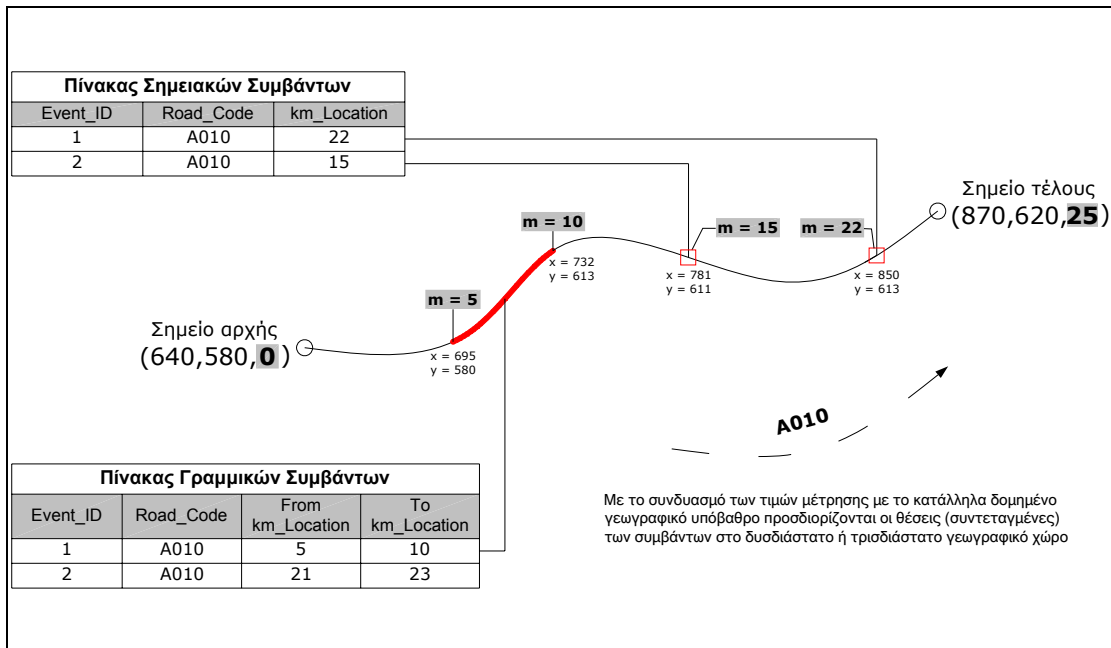 Πίνακας Σημειακών Συμβάντων
Event_ID Road_Code km_Location
1 A010 22
2 A010 15
Σημείο τέλους
(870,620,25)
m = 10
m = 15
m = 22
x = 732
y = 613
x = 781
y = 611
x = 850
y = 613
m = 5
Σημείο αρχής
(640,580,0)
x = 695
y = 580
A010
Πίνακας Γραμμικών Συμβάντων
Event_ID Road_Code From km_Location To km_Location
1 A010 5 10
2 A010 21 23
Με το συνδυασμό των τιμών μέτρησης με το κατάλληλα δομημένο
γεωγραφικό υπόβαθρο προσδιορίζονται οι θέσεις (συντεταγμένες)
των συμβάντων στο δυσδιάστατο ή τρισδιάστατο γεωγραφικό χώρο